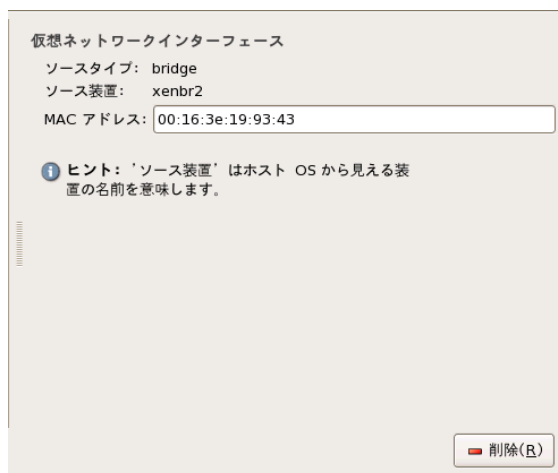 仮想ネットワークインターフェース
ソースタイプ: bridge
ソース装置: xenbr2
MAC アドレス: 00:16:3e:19:93:43
ヒント: 'ソース装置' はホスト OS から見える装
置の名前を意味します。
削除(R)